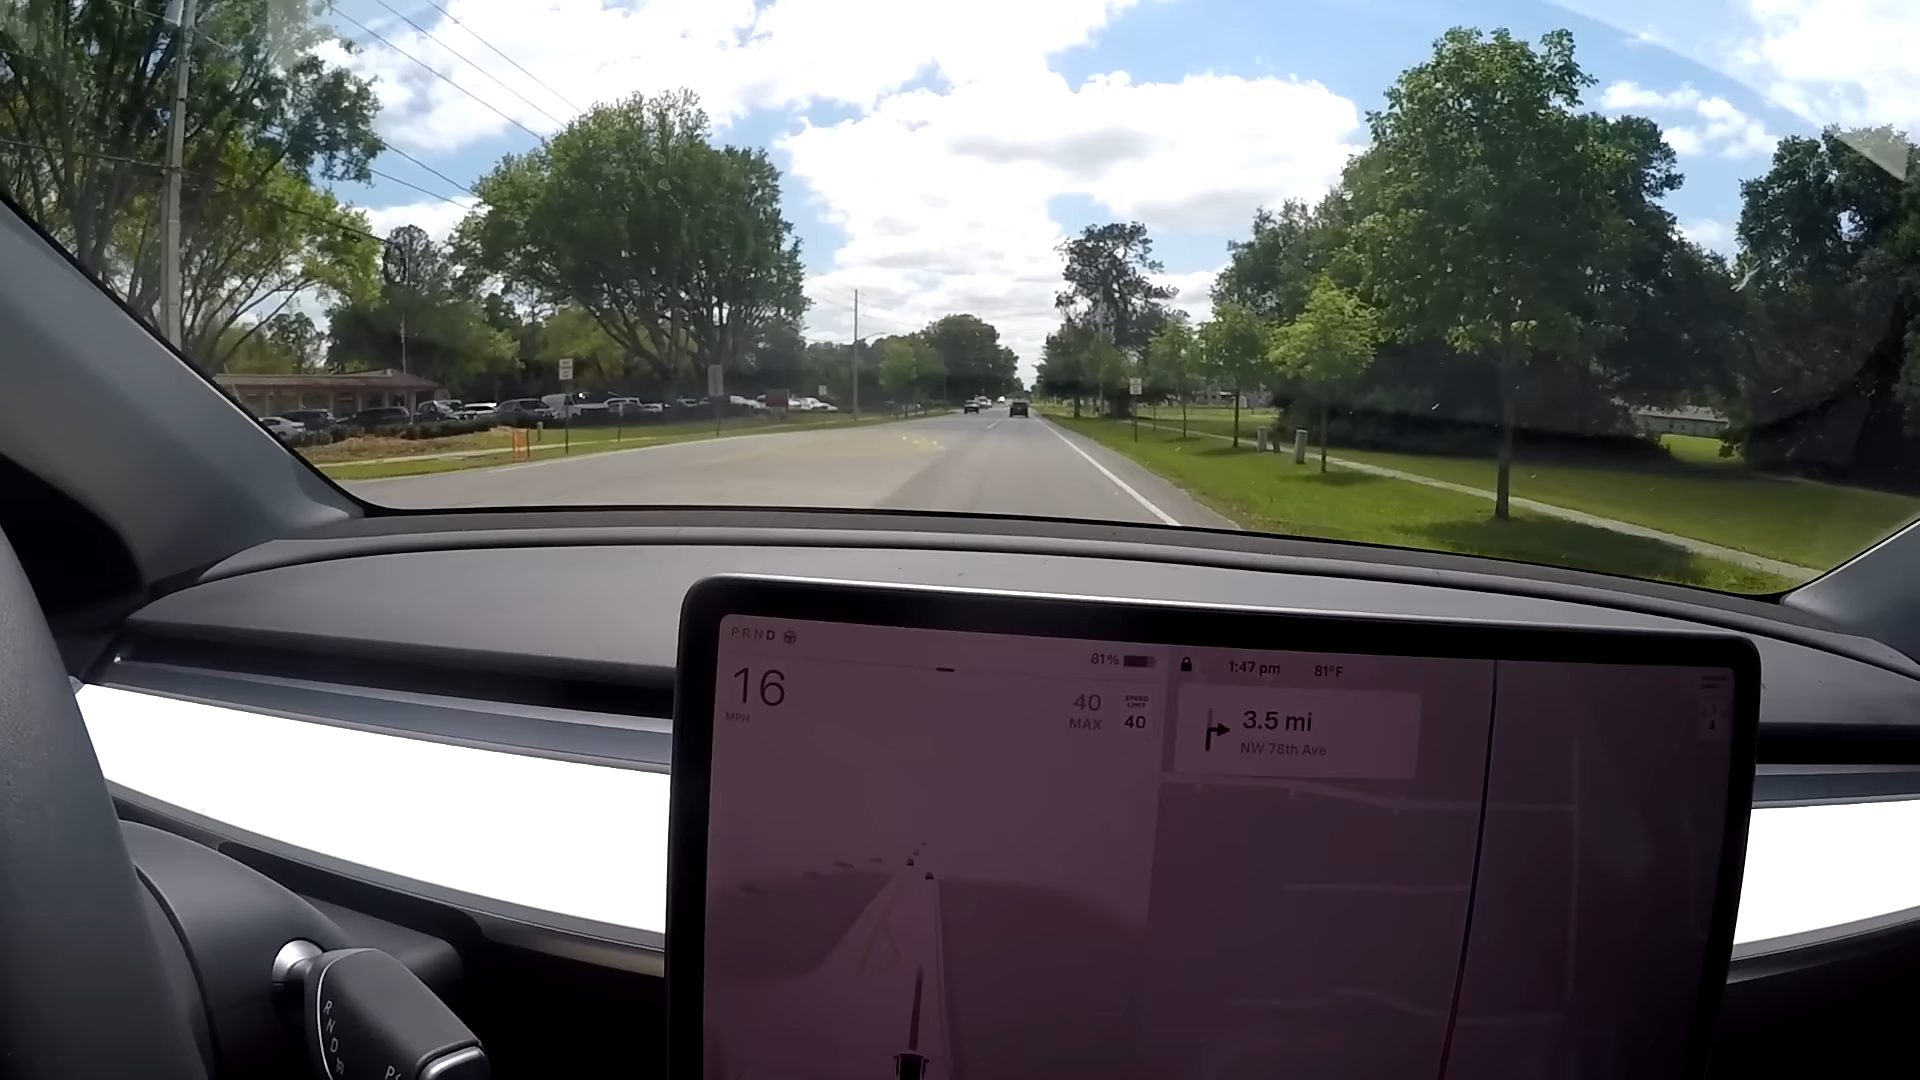 PRND
16
MPH
81%
40
MAX
SPEED
LIMIT
40
1:47 pm
81°F
3.5 mi
NW 78th Ave
R
N
D